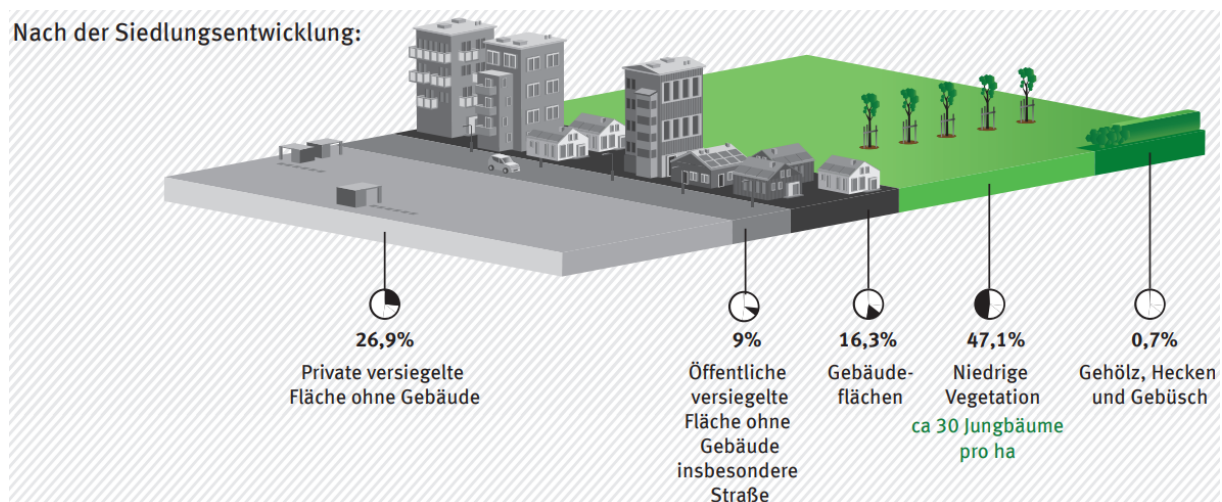 Nach der Siedlungsentwicklung:
26,9%
Private versiegelte
Fläche ohne Gebäude
9%
Öffentliche
versiegelte
Fläche ohne
Gebäude
insbesondere
Straße
16,3%
Gebäude-
flächen
47,1%
Niedrige
Vegetation
ca 30 Jungbäume
pro ha
0,7%
Gehölz, Hecken
und Gebüsch